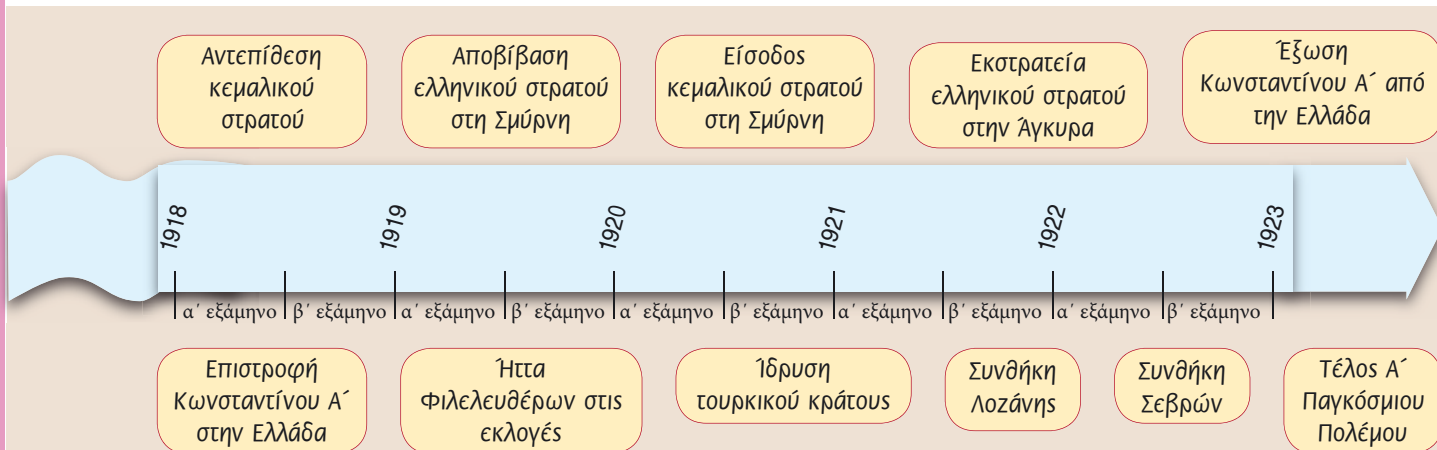 Αντεπίθεση
κεμαλικού
στρατού
Αποβίβαση
ελληνικού στρατού
στη Σμύρνη
Είσοδος
κεμαλικού στρατού
στη Σμύρνη
Εκστρατεία
ελληνικού στρατού
στην Άγκυρα
Έξωση
Κωνσταντίνου Α΄ από
την Ελλάδα
1918 1919 1920 1921 1922 1923
α΄ εξάμηνο β΄ εξάμηνο α΄ εξάμηνο β΄ εξάμηνο α΄ εξάμηνο β΄ εξάμηνο α΄ εξάμηνο β΄ εξάμηνο α΄ εξάμηνο β΄ εξάμηνο
Επιστροφή
Κωνσταντίνου Α΄
στην Ελλάδα
Ήττα
Φιλελευθέρων στις
εκλογές
Ίδρυση
τουρκικού κράτους
Συνθήκη
Λοζάνης
Συνθήκη
Σεβρών
Τέλος Α΄
Παγκόσμιου
Πολέμου